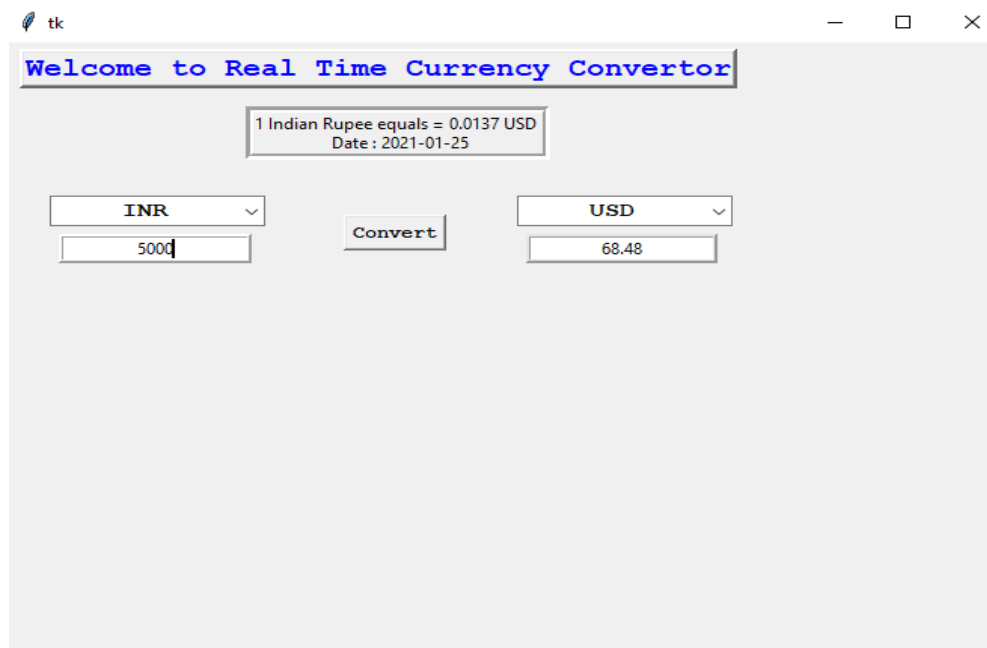 tk
Welcome to Real Time Currency Convertor
1 Indian Rupee equals = 0.0137 USD
Date : 2021-01-25
INR
USD
Convert
5000
68.48